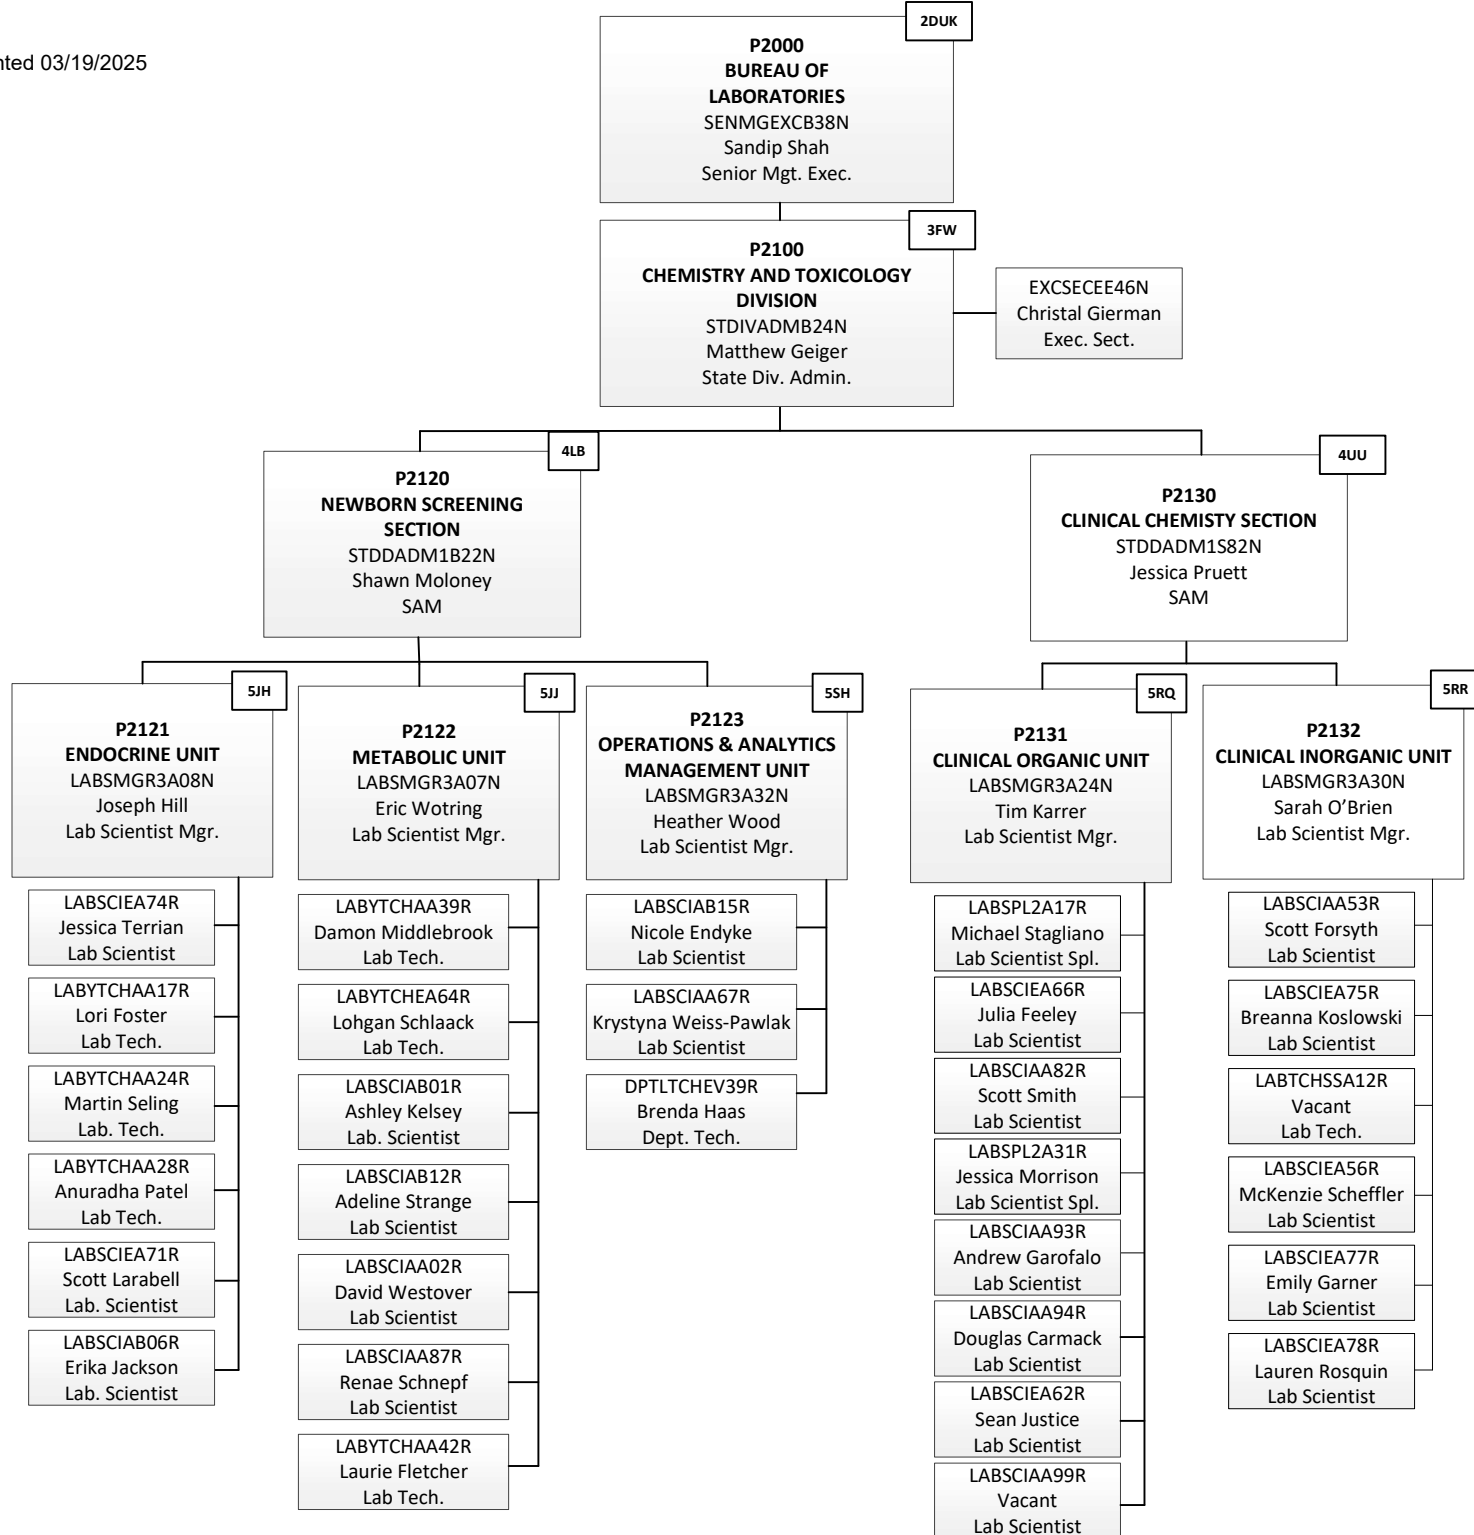 2DUK
nted 03/19/2025
P2000
BUREAU OF
LABORATORIES
SENMGEXCB38N
Sandip Shah
Senior Mgt. Exec.
3FW
P2100
CHEMISTRY AND TOXICOLOGY
DIVISION
STDIVADMB24N
Matthew Geiger
State Div. Admin.
EXCSECEE46N
Christal Gierman
Exec. Sect.
4LB
P2120
NEWBORN SCREENING
SECTION
STDDADM1B22N
Shawn Moloney
SAM
4UU
P2130
CLINICAL CHEMISTY SECTION
STDDADM1S82N
Jessica Pruett
SAM
5JH
P2121
ENDOCRINE UNIT
LABSMGR3A08N
Joseph Hill
Lab Scientist Mgr.
LABSCIEA74R
Jessica Terrian
Lab Scientist
LABYTCHAA17R
Lori Foster
Lab Tech.
LABYTCHAA24R
Martin Seling
Lab. Tech.
LABYTCHAA28R
Anuradha Patel
Lab Tech.
LABSCIEA71R
Scott Larabell
Lab. Scientist
LABSCIAB06R
Erika Jackson
Lab. Scientist
5JJ
P2122
METABOLIC UNIT
LABSMGR3A07N
Eric Wotring
Lab Scientist Mgr.
LABYTCHAA39R
Damon Middlebrook
Lab Tech.
LABYTCHEA64R
Lohgan Schlaack
Lab Tech.
LABSCIAB01R
Ashley Kelsey
Lab. Scientist
LABSCIAB12R
Adeline Strange
Lab Scientist
LABSCIAA02R
David Westover
Lab Scientist
LABSCIAA87R
Renae Schnepf
Lab Scientist
LABYTCHAA42R
Laurie Fletcher
Lab Tech.
5SH
P2123
OPERATIONS & ANALYTICS
MANAGEMENT UNIT
LABSMGR3A32N
Heather Wood
Lab Scientist Mgr.
LABSCIAB15R
Nicole Endyke
Lab Scientist
LABSCIAA67R
Krystyna Weiss-Pawlak
Lab Scientist
DPTLTCHEV39R
Brenda Haas
Dept. Tech.
5RQ
P2131
CLINICAL ORGANIC UNIT
LABSMGR3A24N
Tim Karrer
Lab Scientist Mgr.
LABSPL2A17R
Michael Stagliano
Lab Scientist Spl.
LABSCIEA66R
Julia Feeley
Lab Scientist
LABSCIAA82R
Scott Smith
Lab Scientist
LABSPL2A31R
Jessica Morrison
Lab Scientist Spl.
LABSCIAA93R
Andrew Garofalo
Lab Scientist
LABSCIAA94R
Douglas Carmack
Lab Scientist
LABSCIEA62R
Sean Justice
Lab Scientist
LABSCIAA99R
Vacant
Lab Scientist
5RR
P2132
CLINICAL INORGANIC UNIT
LABSMGR3A30N
Sarah O’Brien
Lab Scientist Mgr.
LABSCIAA53R
Scott Forsyth
Lab Scientist
LABSCIEA75R
Breanna Koslowski
Lab Scientist
LABTCHSSA12R
Vacant
Lab Tech.
LABSCIEA56R
McKenzie Scheffler
Lab Scientist
LABSCIEA77R
Emily Garner
Lab Scientist
LABSCIEA78R
Lauren Rosquin
Lab Scientist